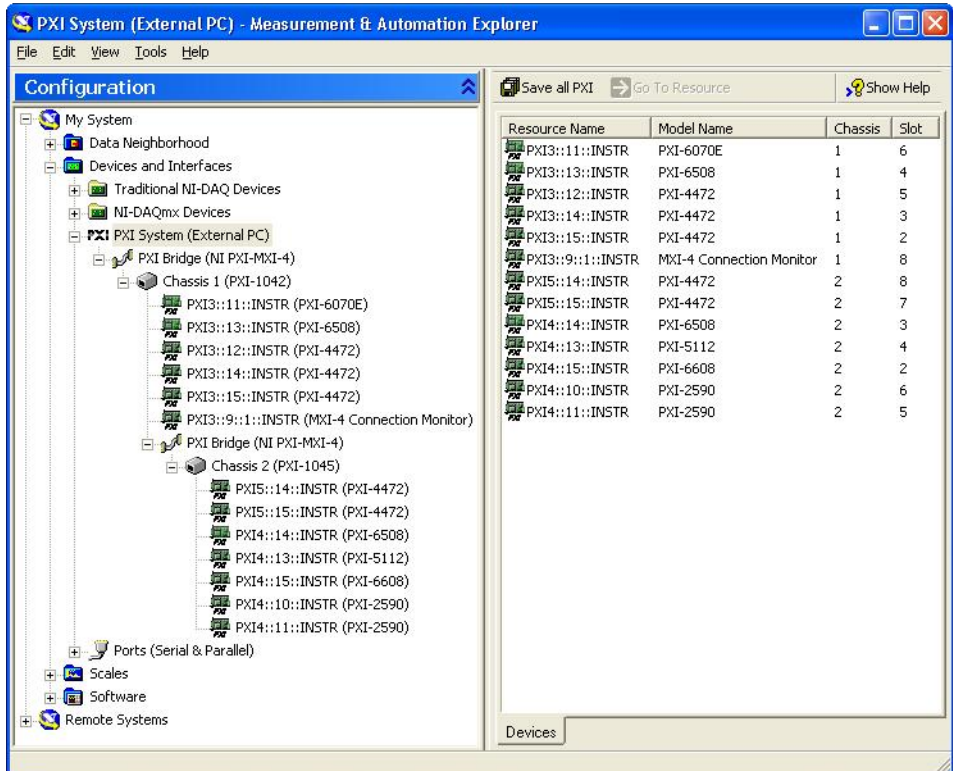 PXI System (External PC) - Measurement & Automation Explorer
File Edit View Tools Help
Configuration
My System
Data Neighborhood
Devices and Interfaces
Traditional NI-DAQ Devices
NI-DAQmx Devices
PXI PXI System (External PC)
PXI Bridge (NI PXI-MXI-4)
Chassis 1 (PXI-1042)
PXI3::11::INSTR (PXI-6070E)
PXI3::13::INSTR (PXI-6508)
PXI3::12::INSTR (PXI-4472)
PXI3::14::INSTR (PXI-4472)
PXI3::15::INSTR (PXI-4472)
PXI3::9::1::INSTR (MXI-4 Connection Monitor)
PXI Bridge (NI PXI-MXI-4)
Chassis 2 (PXI-1045)
PXI5::14::INSTR (PXI-4472)
PXI5::15::INSTR (PXI-4472)
PXI4::14::INSTR (PXI-6508)
PXI4::13::INSTR (PXI-5112)
PXI4::15::INSTR (PXI-6608)
PXI4::10::INSTR (PXI-2590)
PXI4::11::INSTR (PXI-2590)
Ports (Serial & Parallel)
Scales
Software
Remote Systems
Save all PXI Go To Resource Show Help
Resource Name Model Name Chassis Slot
PXI3::11::INSTR PXI-6070E 1 6
PXI3::13::INSTR PXI-6508 1 4
PXI3::12::INSTR PXI-4472 1 5
PXI3::14::INSTR PXI-4472 1 3
PXI3::15::INSTR PXI-4472 1 2
PXI3::9::1::INSTR MXI-4 Connection Monitor 1 8
PXI5::14::INSTR PXI-4472 2 8
PXI5::15::INSTR PXI-4472 2 7
PXI4::14::INSTR PXI-6508 2 3
PXI4::13::INSTR PXI-5112 2 4
PXI4::15::INSTR PXI-6608 2 2
PXI4::10::INSTR PXI-2590 2 6
PXI4::11::INSTR PXI-2590 2 5
Devices